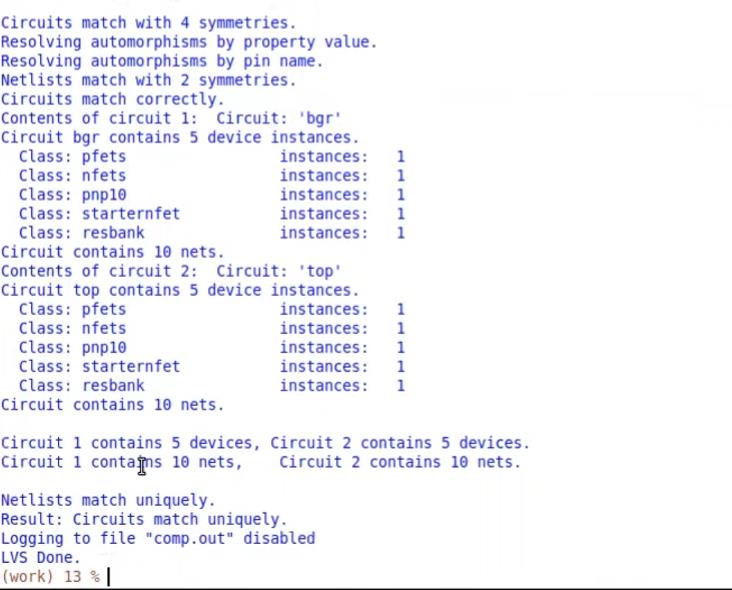 Circuits match with 4 symmetries.
Resolving automorphisms by property value.
Resolving automorphisms by pin name.
Netlists match with 2 symmetries.
Circuits match correctly.
Contents of circuit 1:  Circuit: 'bgr'
Circuit bgr contains 5 device instances.
  Class: pfets                 instances:   1
  Class: nfets                 instances:   1
  Class: pnp10                 instances:   1
  Class: starternfet           instances:   1
  Class: resbank               instances:   1
Circuit contains 10 nets.
Contents of circuit 2:  Circuit: 'top'
Circuit top contains 5 device instances.
  Class: pfets                 instances:   1
  Class: nfets                 instances:   1
  Class: pnp10                 instances:   1
  Class: starternfet           instances:   1
  Class: resbank               instances:   1
Circuit contains 10 nets.
Circuit 1 contains 5 devices, Circuit 2 contains 5 devices.
Circuit 1 contains 10 nets,    Circuit 2 contains 10 nets.
Netlists match uniquely.
Result: Circuits match uniquely.
Logging to file "comp.out" disabled
LVS Done.
(work) 13 %